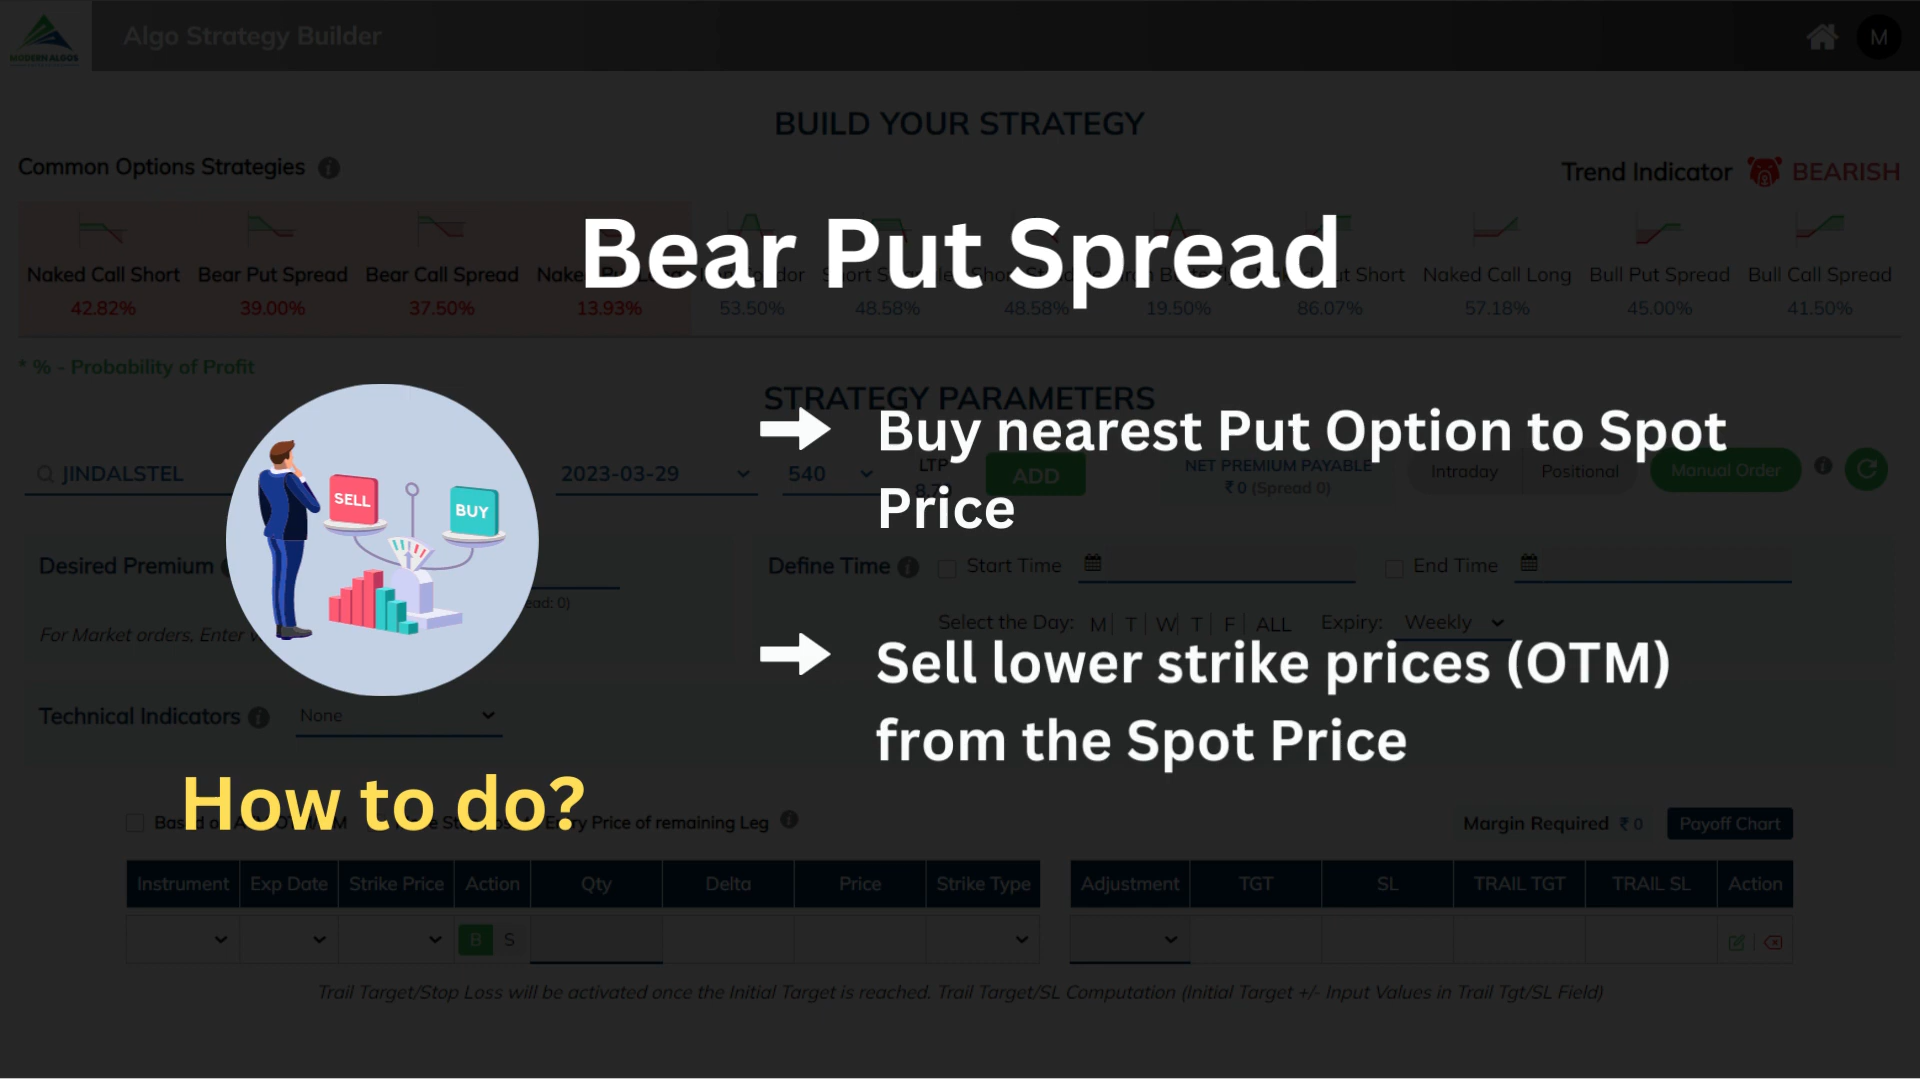 MODERN ALGOS
Algo Strategy Builder
M
BUILD YOUR STRATEGY
Common Options Strategies
Trend Indicator BEARISH
Bear Put Spread
Naked Call Short Bear Put Spread Bear Call Spread Naked Call Long Bull Put Spread Bull Call Spread
42.82% 39.00% 37.50% 13.93% 53.50% 48.58% 48.58% 19.50% 86.07% 57.18% 45.00% 41.50%
* % - Probability of Profit
STRATEGY PARAMETERS
Buy nearest Put Option to Spot
Price
JINDALSTEL 2023-03-29 540 LTP ADD NET PREMIUM PAYABLE Intraday Positional Manual Order
₹ 0 (Spread 0)
SELL
BUY
Desired Premium Define Time Start Time End Time
For Market orders, Enter
Select the Day: M T W T F ALL Expiry: Weekly
Sell lower strike prices (OTM)
from the Spot Price
Technical Indicators None
How to do?
Price of remaining Leg
Margin Required ₹ 0 Payoff Chart
Instrument Exp Date Strike Price Action Qty Delta Price Strike Type Adjustment TGT SL TRAIL TGT TRAIL SL Action
B S
Trail Target/Stop Loss will be activated once the Initial Target is reached. Trail Target/SL Computation (Initial Target +/- Input Values in Trail Tgt/SL Field)